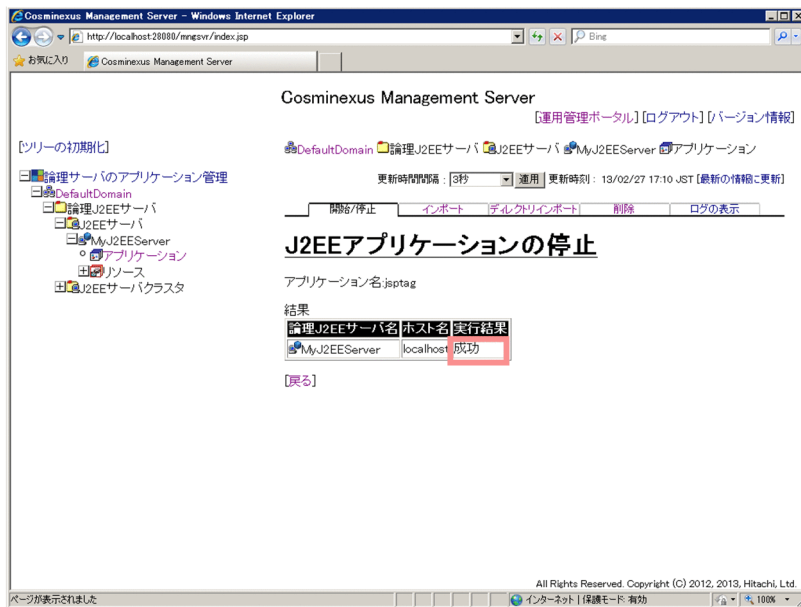 Cosminexus Management Server - Windows Internet Explorer
http://localhost:28080/mngsvr/index.jsp
Bing
お気に入り
Cosminexus Management Server
Cosminexus Management Server
[運用管理ポータル] [ログアウト] [バージョン情報]
[ツリーの初期化]
DefaultDomain 論理J2EEサーバ J2EEサーバ MyJ2EEServer アプリケーション
論理サーバのアプリケーション管理
DefaultDomain
論理J2EEサーバ
J2EEサーバ
MyJ2EEServer
アプリケーション
リソース
J2EEサーバクラスタ
更新時間間隔 : 3秒 適用 更新時刻 : 13/02/27 17:10 JST [最新の情報に更新]
開始/停止 インポート ディレクトリインポート 削除 ログの表示
J2EEアプリケーションの停止
アプリケーション名:jsptag
結果
論理J2EEサーバ名 ホスト名 実行結果
MyJ2EEServer localhost 成功
[戻る]
All Rights Reserved. Copyright (C) 2012, 2013, Hitachi, Ltd.
ページが表示されました
インターネット | 保護モード: 有効
100%